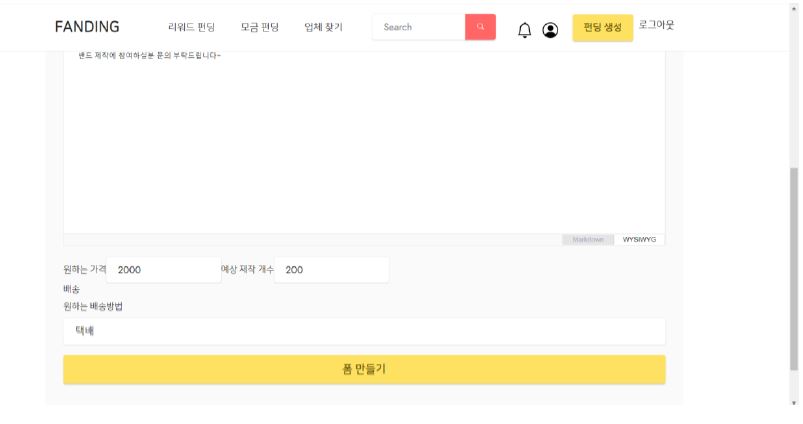 FANDING 리워드 펀딩 모금 펀딩 업체 찾기 Search 펀딩 생성 로그아웃
밴드 제작에 참여하실분 문의 부탁드립니다~
Markdown WYSIWYG
원하는 가격 2000 예상 제작 개수 200
배송
원하는 배송방법
택배
폼 만들기